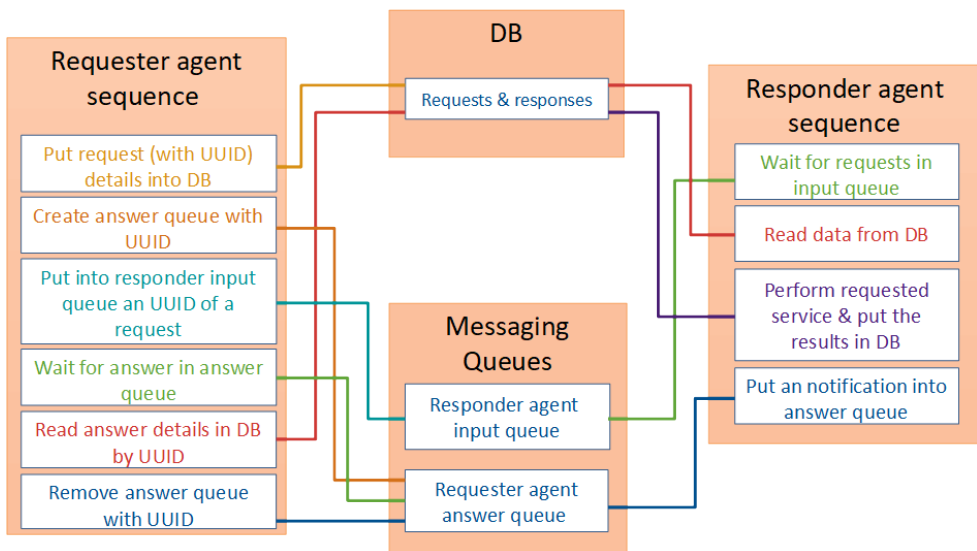 Requester agent
sequence
Put request (with UUID)
details into DB
Create answer queue with
UUID
Put into responder input
queue an UUID of a
request
Wait for answer in answer
queue
Read answer details in DB
by UUID
Remove answer queue
with UUID
DB
Requests & responses
Messaging
Queues
Responder agent
input queue
Requester agent
answer queue
Responder agent
sequence
Wait for requests in
input queue
Read data from DB
Perform requested
service & put the
results in DB
Put an notification into
answer queue